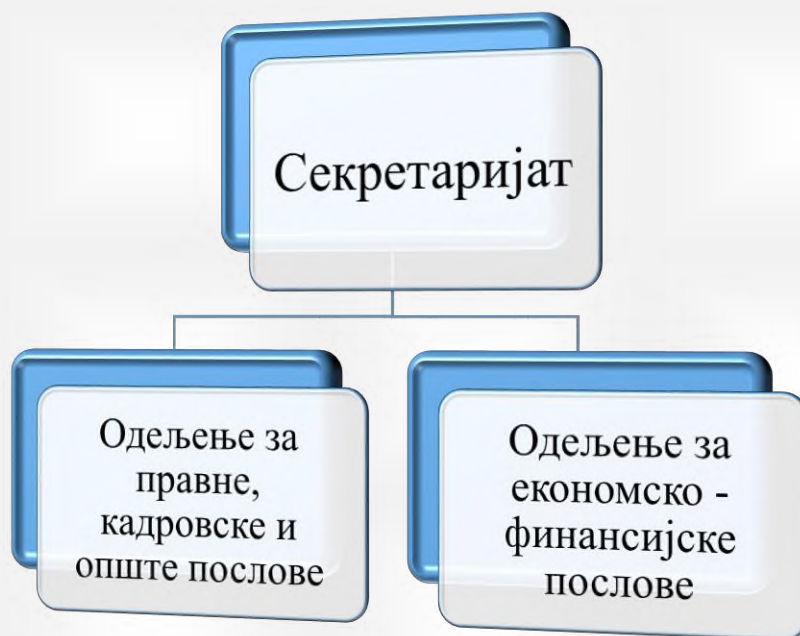 Секретаријат
Одељење за
правне,
кадровске и
опште послове
Одељење за
економско -
финансијске
послове